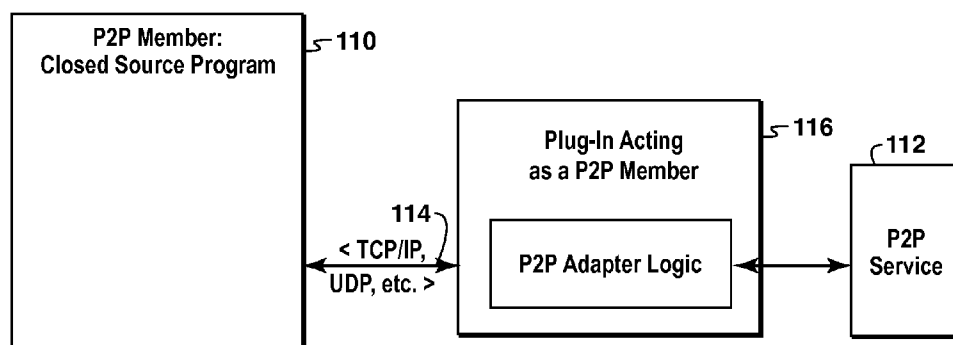 P2P Member:
Closed Source Program
110
Plug-In Acting
as a P2P Member
116
112
114
< TCP/IP,
UDP, etc. >
P2P Adapter Logic
P2P
Service